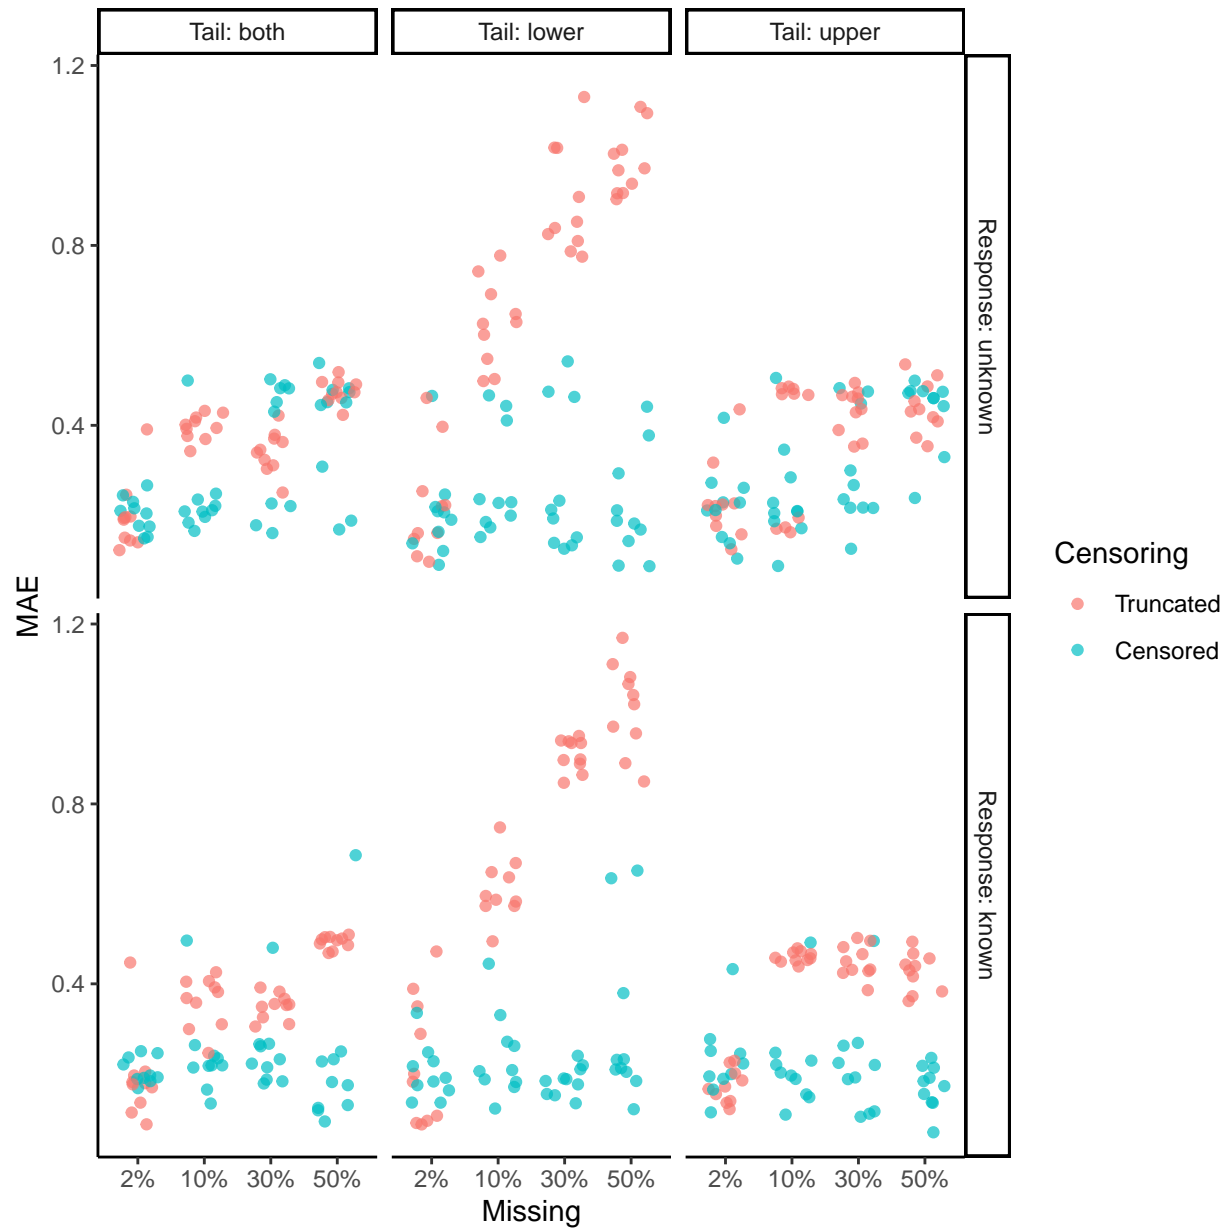 Tail: both
Tail: lower
Tail: upper
1.2
0.8
0.4
Response: unknown
MAE
1.2
0.8
0.4
Response: known
2% 10% 30% 50%
2% 10% 30% 50%
2% 10% 30% 50%
Missing
Censoring
Truncated
Censored